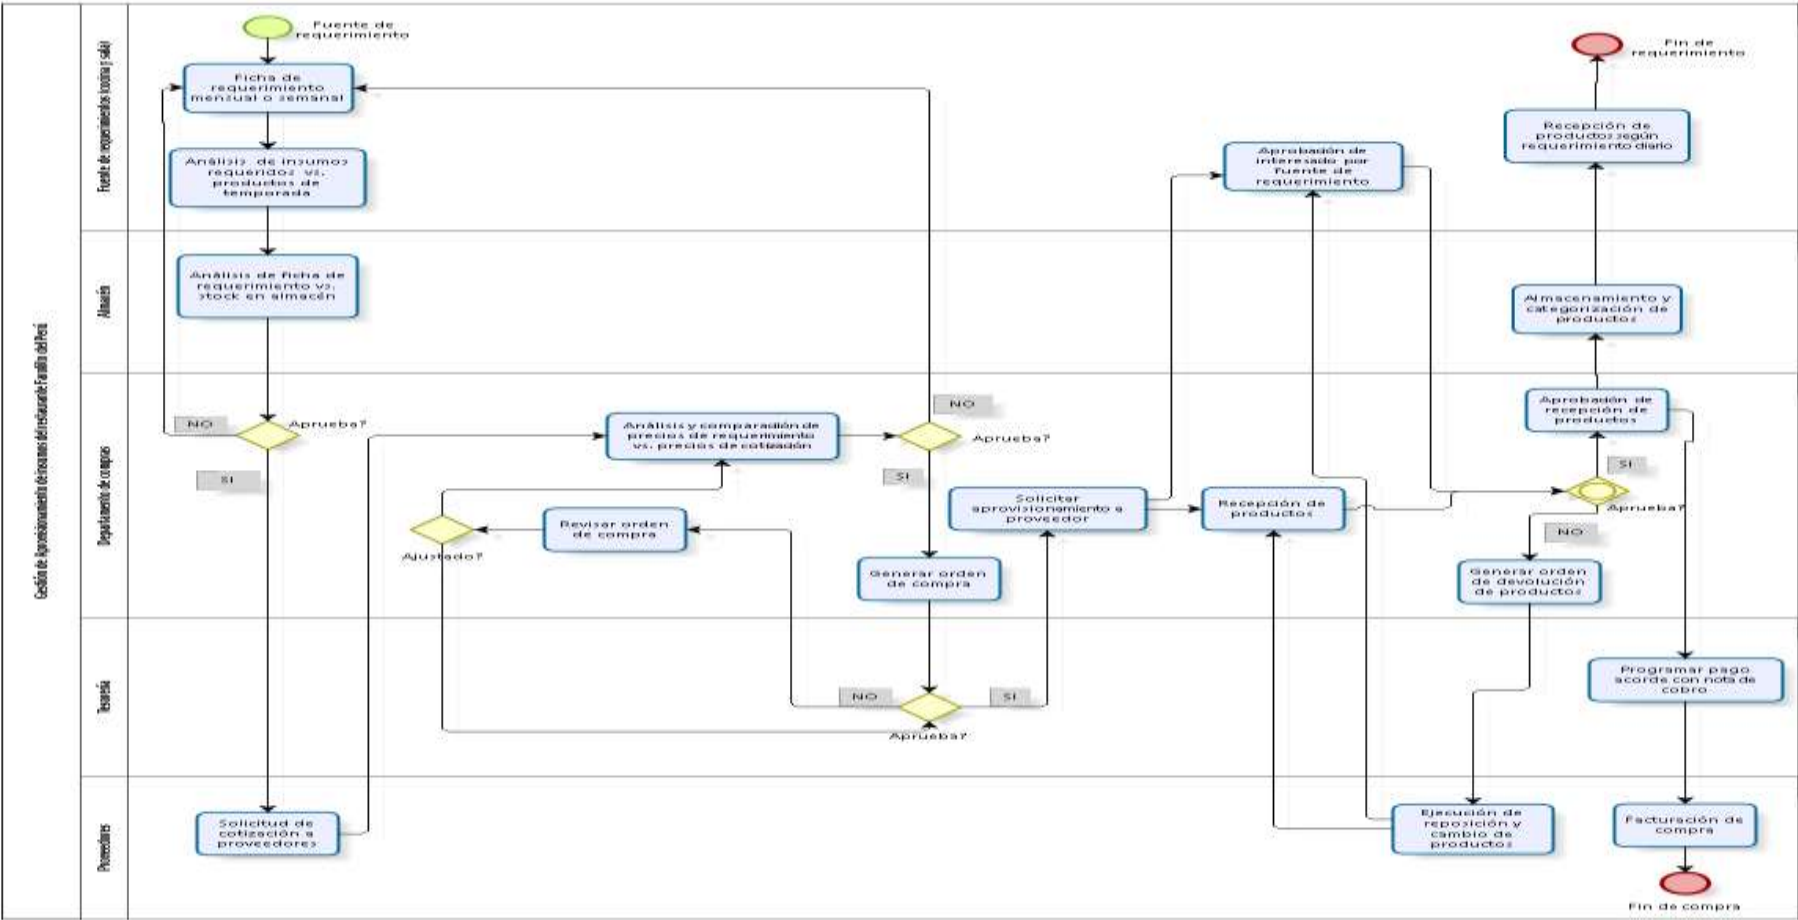 Gestión de Aprovisionamiento de insumos del restaurante Familia del Perú
Fuente de requerimientos (cocina y sala)
Fuente de
requerimiento
Ficha de
requerimiento
mensual o semanal
Análisis de insumos
requeridos vs.
productos de
temporada
Aprobación de
interesado por
fuente de
requerimiento
Recepción de
productos según
requerimiento diario
Fin de
requerimiento
Almacén
Análisis de ficha de
requerimiento vs.
stock en almacén
Almacenamiento y
categorización de
productos
Departamento de compras
NO
Aprueba?
SI
Análisis y comparación de
precios de requerimiento
vs. precios de cotización
NO
Aprueba?
SI
Ajustado?
Revisar orden
de compra
Generar orden
de compra
Solicitar
aprovisionamiento a
proveedor
Recepción de
productos
Aprobación de
recepción de
productos
SI
Aprueba?
NO
Generar orden
de devolución
de productos
Tesorería
NO
SI
Aprueba?
Programar pago
acorde con nota de
cobro
Proveedores
Solicitud de
cotización a
proveedores
Ejecución de
reposición y
cambio de
productos
Facturación de
compra
Fin de compra